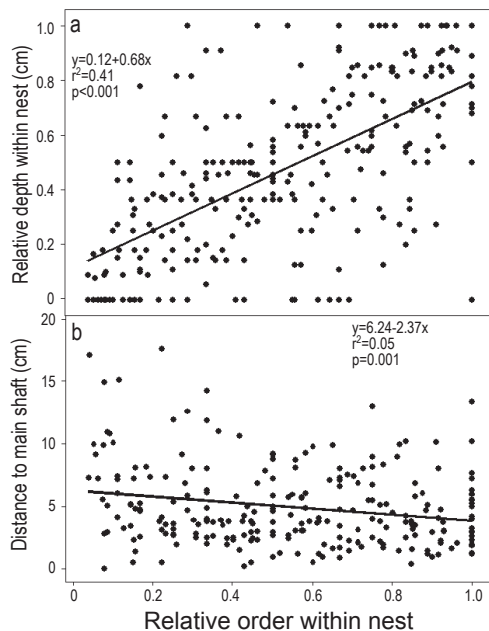 a
y=0.12+0.68x
r²=0.41
p<0.001
Relative depth within nest (cm)
1.0
0.8
0.6
0.4
0.2
0
b
y=6.24-2.37x
r²=0.05
p=0.001
Distance to main shaft (cm)
20
15
10
5
0
0 0.2 0.4 0.6 0.8 1.0
Relative order within nest